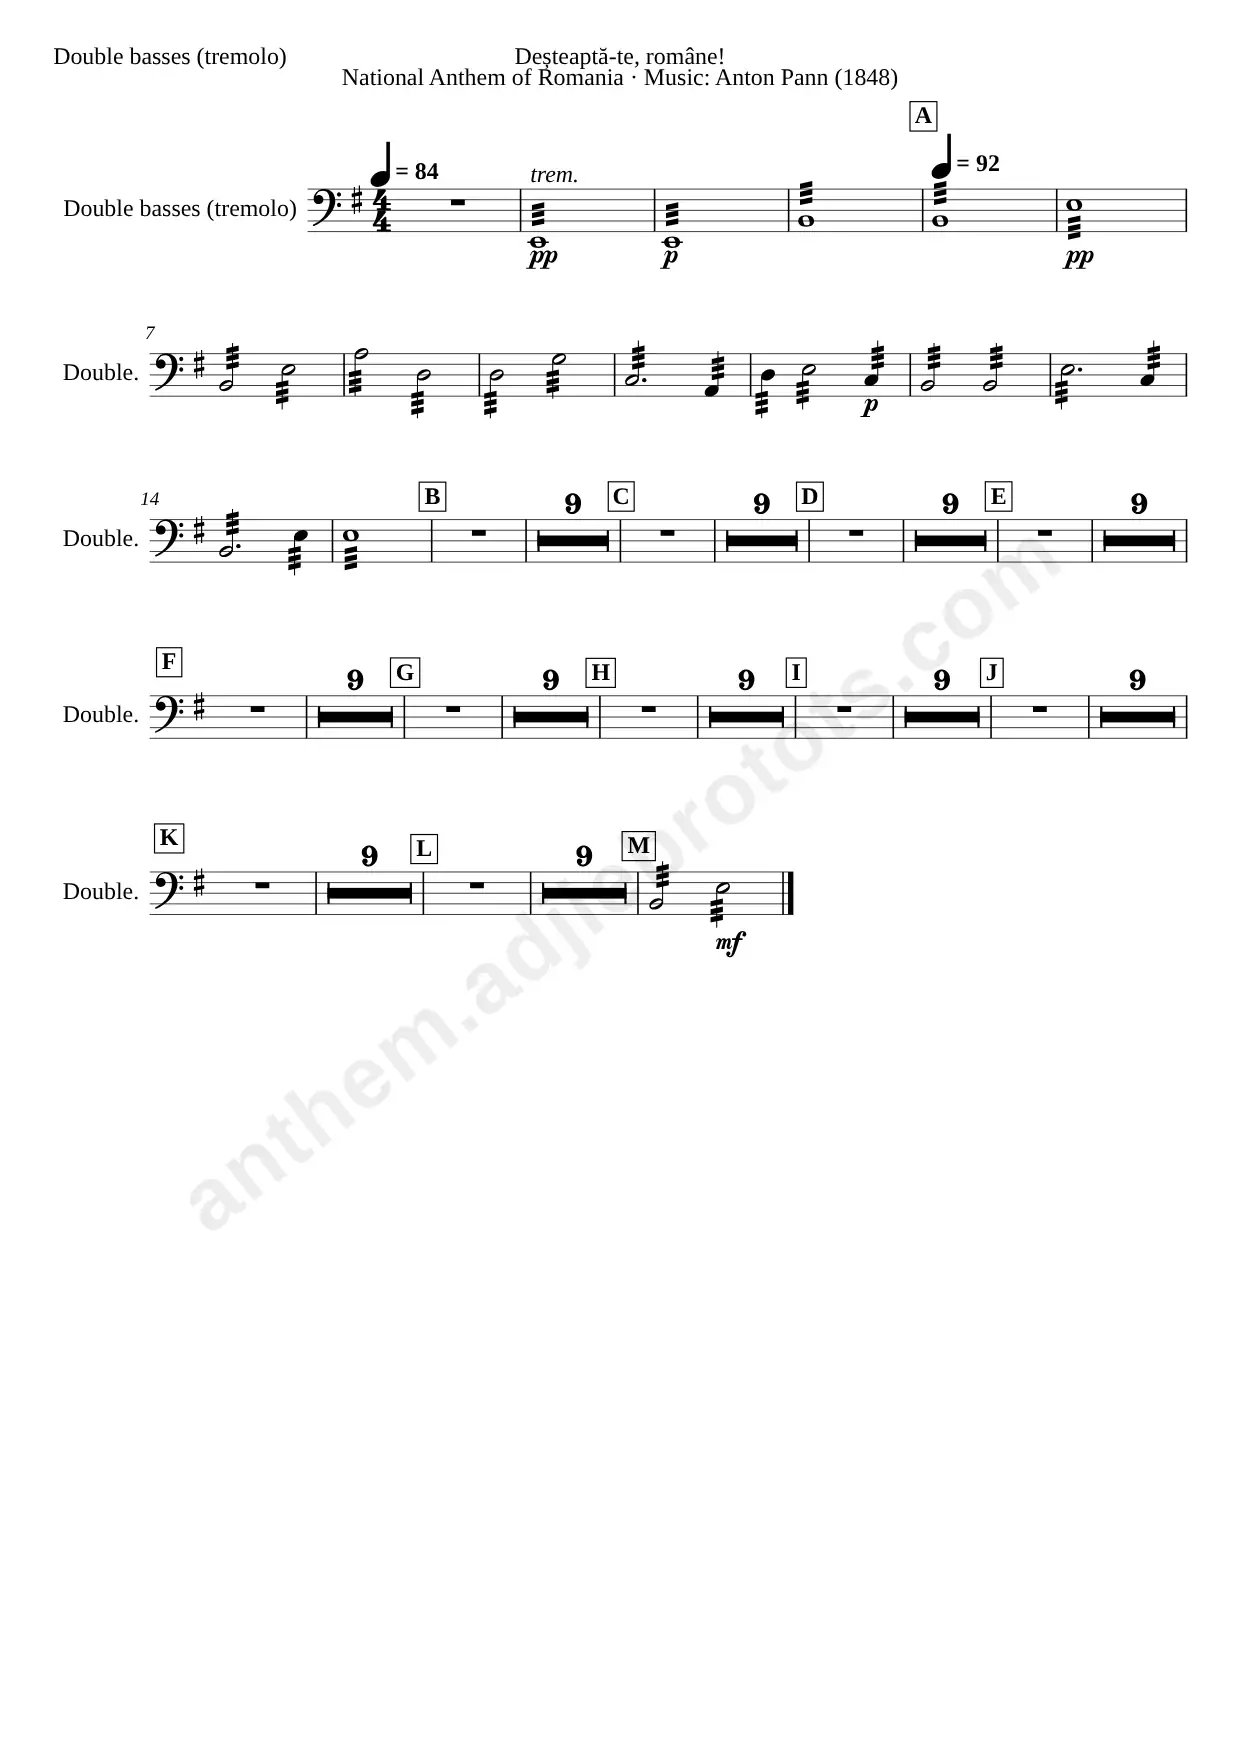 Double basses (tremolo)
Deșteaptă-te, române!
National Anthem of Romania · Music: Anton Pann (1848)
A
= 84
trem.
= 92
Double basses (tremolo)
4
4
pp
p
pp
7
Double.
p
14
B
9
C
9
D
9
E
9
Double.
F
9
G
9
H
9
I
9
J
9
Double.
K
9
L
9
M
Double.
mf
anthem.adjieprotots.com